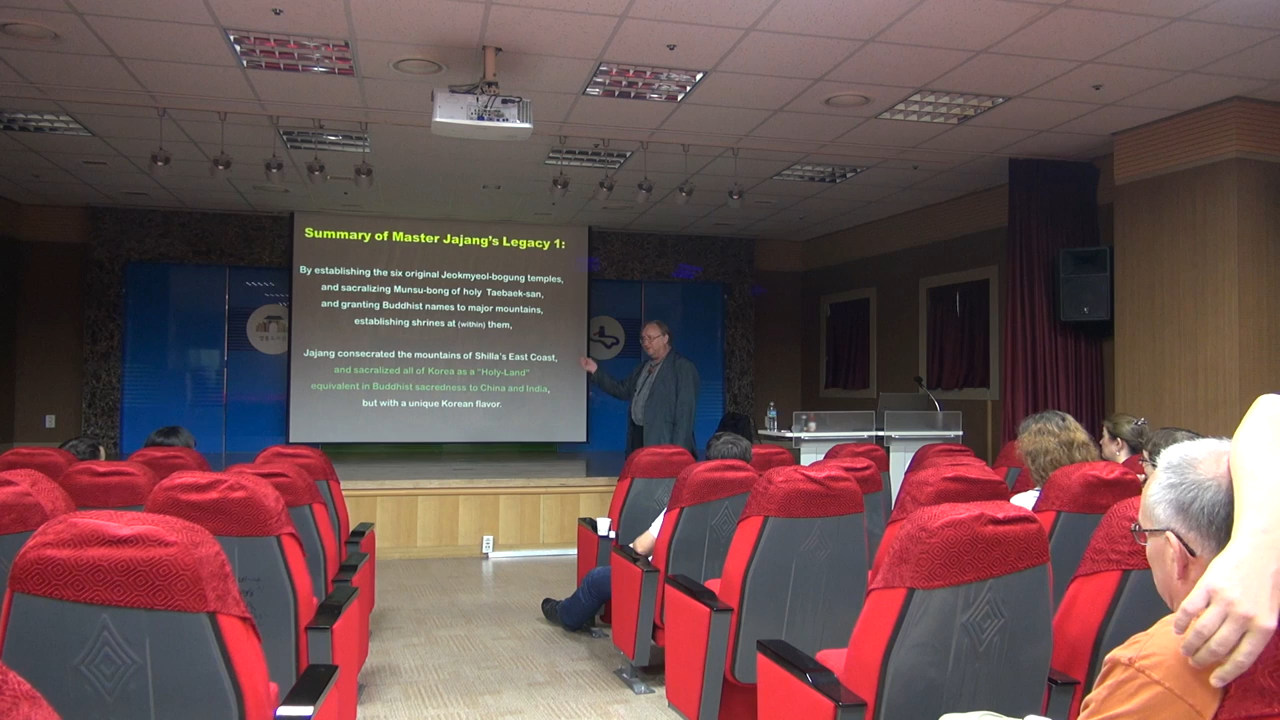 Summary of Master Jajang's Legacy 1:
By establishing the six original Jeokmyeol-bogung temples,
and sacralizing Munsu-bong of holy Taebaek-san,
and granting Buddhist names to major mountains,
establishing shrines at (within) them,
Jajang consecrated the mountains of Shilla's East Coast,
and sacralized all of Korea as a "Holy-Land"
equivalent in Buddhist sacredness to China and India,
but with a unique Korean flavor.